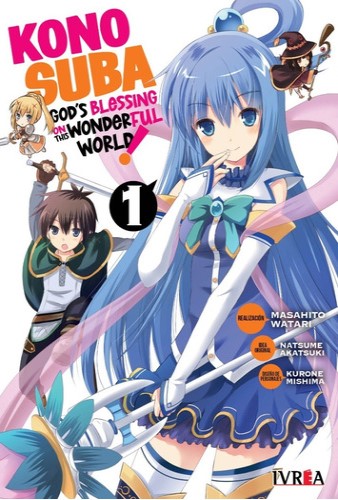 KONO
SUBA
GOD'S BLESSING
ON THIS WONDERFUL
WORLD!
1
REALIZACIÓN
MASAHITO
WATARI
IDEA
ORIGINAL
NATSUME
AKATSUKI
DISEÑO DE
PERSONAJES
KURONE
MISHIMA
IVREA